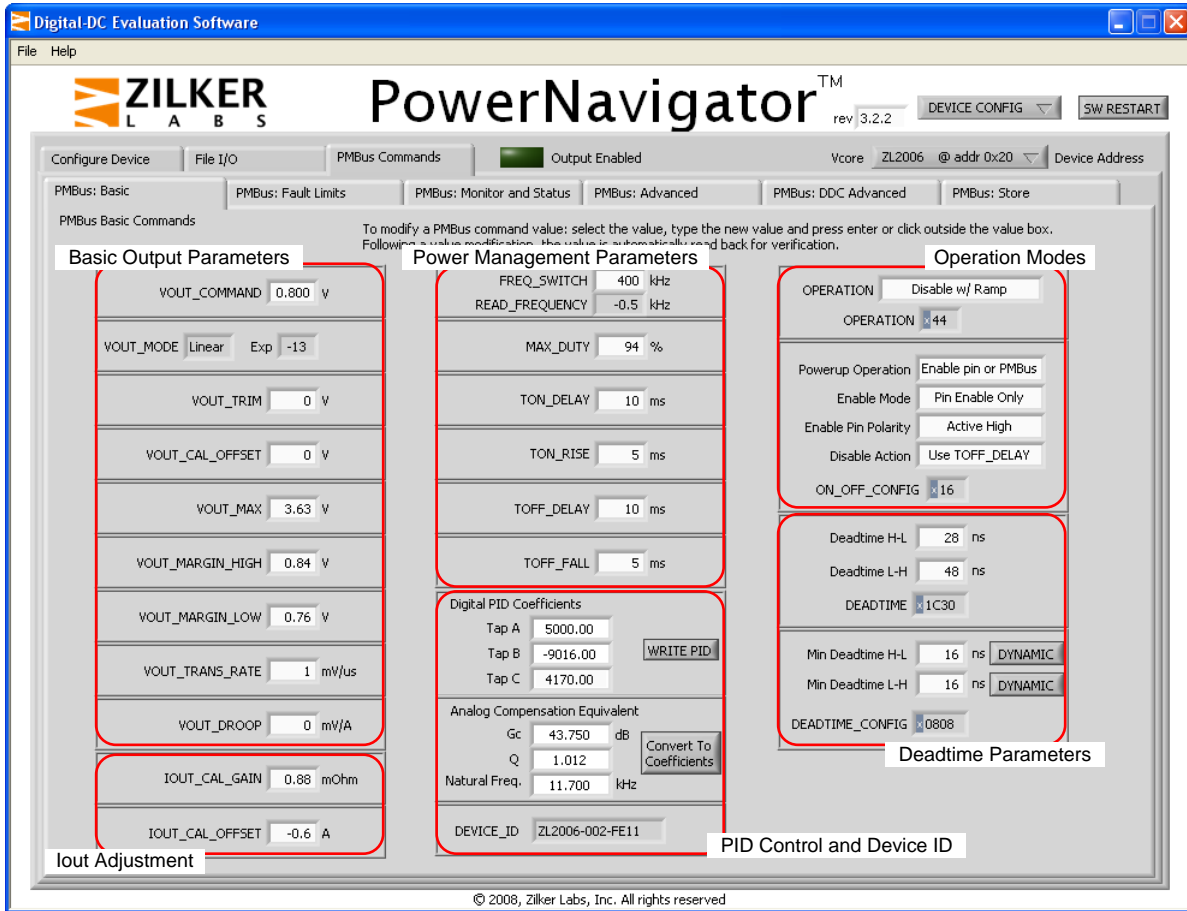 Digital-DC Evaluation Software
File Help
ZILKER
LABS
PowerNavigator™
rev 3.2.2
DEVICE CONFIG
SW RESTART
Configure Device
File I/O
PMBus Commands
Output Enabled
Vcore ZL2006 @ addr 0x20 Device Address
PMBus: Basic
PMBus: Fault Limits
PMBus: Monitor and Status
PMBus: Advanced
PMBus: DDC Advanced
PMBus: Store
PMBus Basic Commands
To modify a PMBus command value: select the value, type the new value and press enter or click outside the value box.
Following a value modification, the value is automatically read back for verification.
Basic Output Parameters
VOUT_COMMAND 0.800 V
VOUT_MODE Linear Exp -13
VOUT_TRIM 0 V
VOUT_CAL_OFFSET 0 V
VOUT_MAX 3.63 V
VOUT_MARGIN_HIGH 0.84 V
VOUT_MARGIN_LOW 0.76 V
VOUT_TRANS_RATE 1 mV/us
VOUT_DROOP 0 mV/A
IOUT_CAL_GAIN 0.88 mOhm
IOUT_CAL_OFFSET -0.6 A
Iout Adjustment
Power Management Parameters
FREQ_SWITCH 400 kHz
READ_FREQUENCY -0.5 kHz
MAX_DUTY 94 %
TON_DELAY 10 ms
TON_RISE 5 ms
TOFF_DELAY 10 ms
TOFF_FALL 5 ms
Digital PID Coefficients
Tap A 5000.00
Tap B -9016.00
WRITE PID
Tap C 4170.00
Analog Compensation Equivalent
Gc 43.750 dB
Q 1.012
Convert To
Coefficients
Natural Freq. 11.700 kHz
DEVICE_ID ZL2006-002-FE11
PID Control and Device ID
Operation Modes
OPERATION Disable w/ Ramp
OPERATION x44
Powerup Operation Enable pin or PMBus
Enable Mode Pin Enable Only
Enable Pin Polarity Active High
Disable Action Use TOFF_DELAY
ON_OFF_CONFIG x16
Deadtime H-L 28 ns
Deadtime L-H 48 ns
DEADTIME x1C30
Min Deadtime H-L 16 ns DYNAMIC
Min Deadtime L-H 16 ns DYNAMIC
DEADTIME_CONFIG x0808
Deadtime Parameters
© 2008, Zilker Labs, Inc. All rights reserved